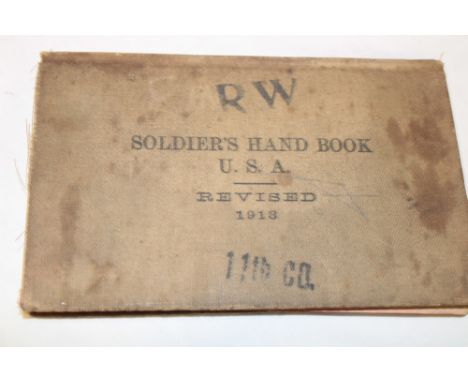 RW
SOLDIER'S HAND BOOK
U. S. A.
REVISED
1913
11th CO.